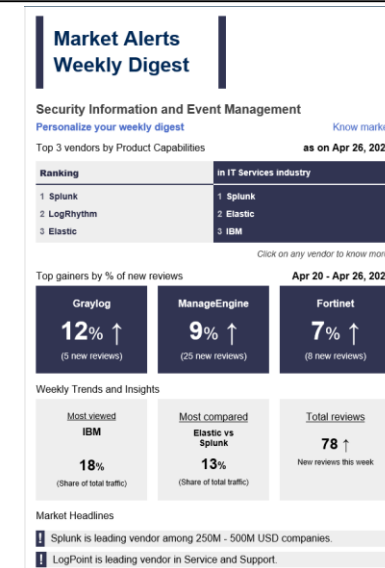 Market Alerts
Weekly Digest
Security Information and Event Management
Personalize your weekly digest
Know marke
Top 3 vendors by Product Capabilities
as on Apr 26, 202
Ranking
in IT Services industry
1 Splunk
1 Splunk
2 LogRhythm
2 Elastic
3 Elastic
3 IBM
Click on any vendor to know mor
Top gainers by % of new reviews
Apr 20 - Apr 26, 202
Graylog
ManageEngine
Fortinet
12% ↑
9% ↑
7% ↑
(5 new reviews)
(25 new reviews)
(8 new reviews)
Weekly Trends and Insights
Most viewed
Most compared
Total reviews
IBM
Elastic vs
Splunk
78 ↑
18%
13%
New reviews this week
(Share of total traffic)
(Share of total traffic)
Market Headlines
! Splunk is leading vendor among 250M - 500M USD companies.
! LogPoint is leading vendor in Service and Support.